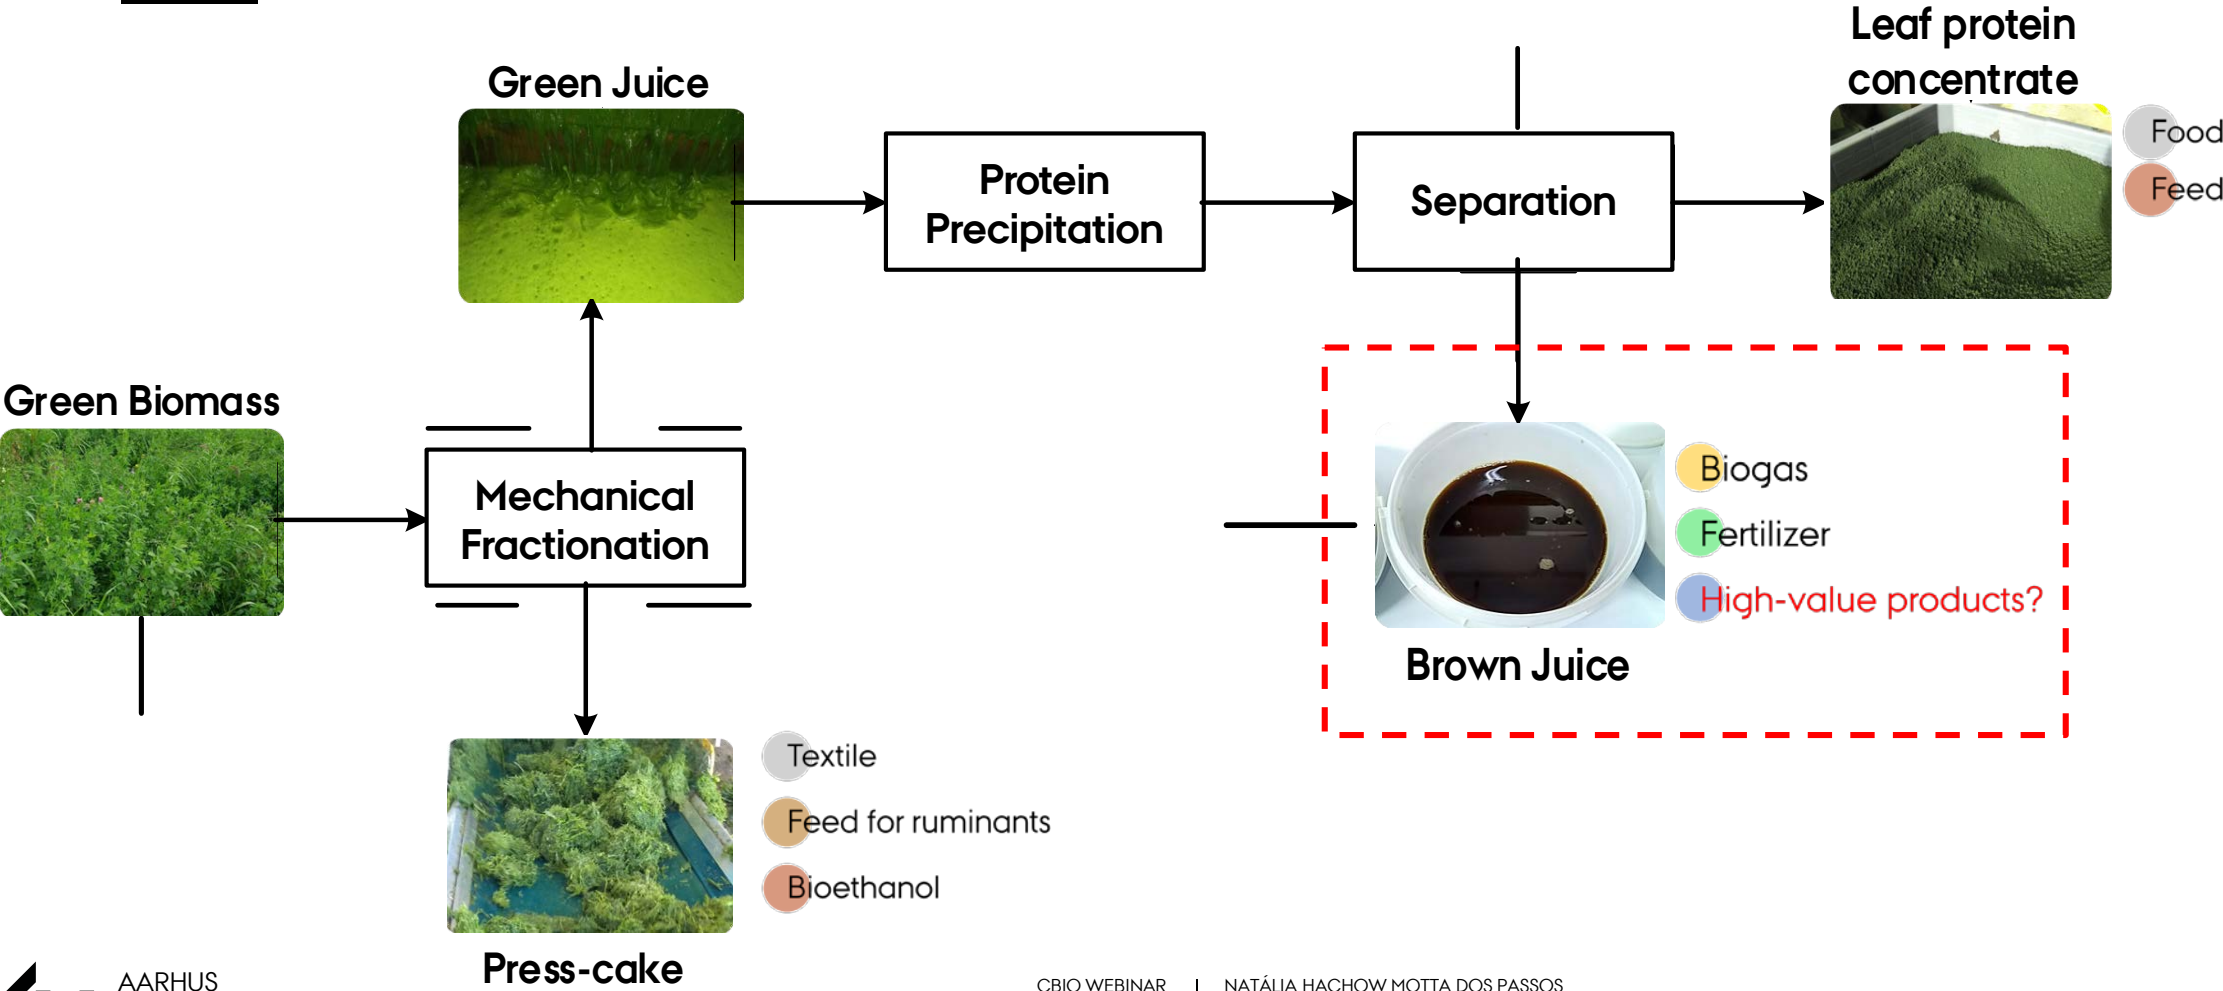 Leaf protein
concentrate
Green Juice
Food
Feed
Protein
Precipitation
Separation
Green Biomass
Mechanical
Fractionation
Biogas
Fertilizer
High-value products?
Brown Juice
Textile
Feed for ruminants
Bioethanol
Press-cake
AARHUS
CBIO WEBINAR | NATÁLIA HACHOW MOTTA DOS PASSOS